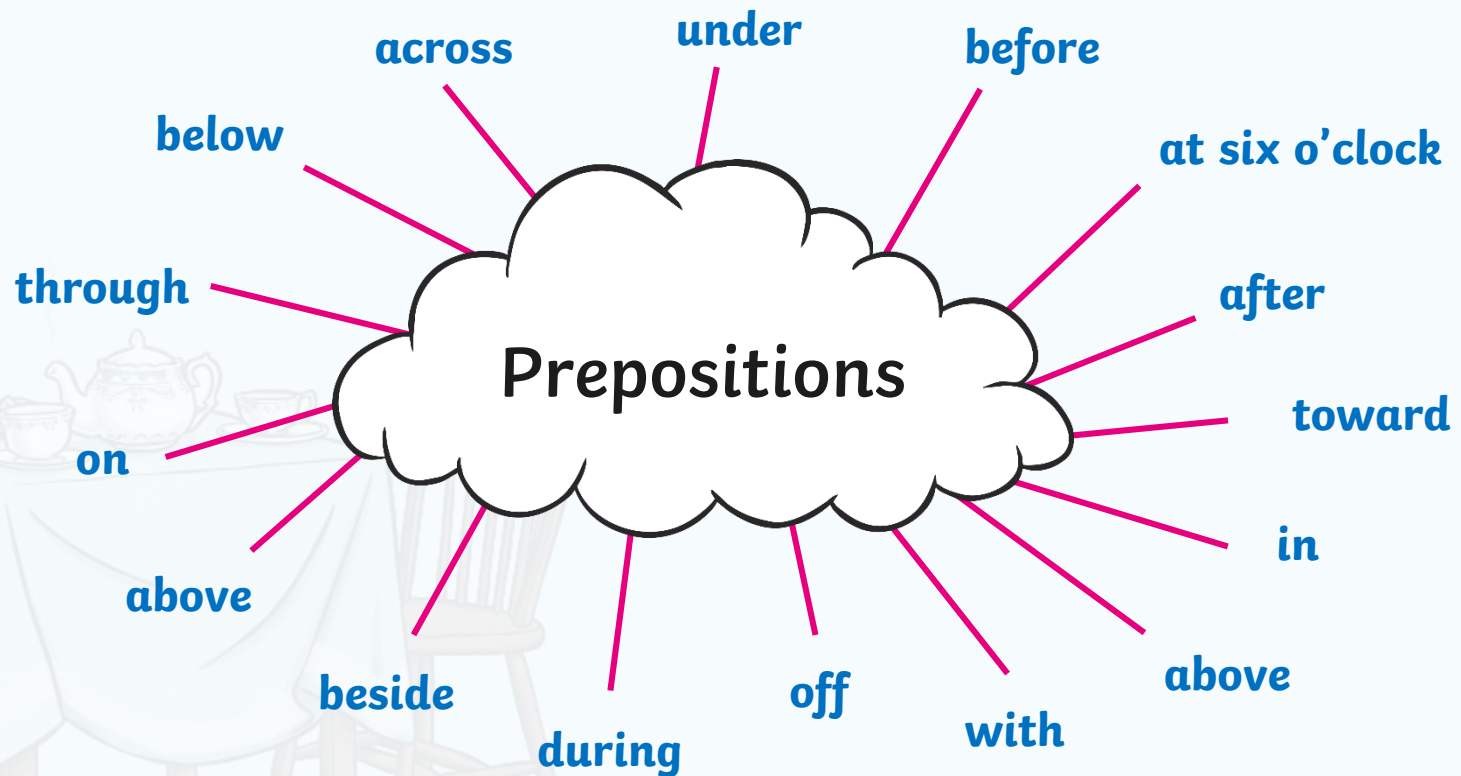 under
across
before
below
at six o'clock
through
after
Prepositions
toward
on
in
above
above
beside
off
with
during